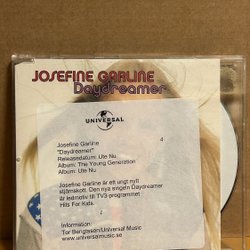 JOSEFINE GARLINE
Daydreamer
UNIVERSAL
Josefine Garline
"Daydreamer"
Releasedatum: Ute Nu
Album: The Young Generation
Album: Ute Nu
Josefine Garline är ett ungt nytt
stjärnskott. Den nya singeln Daydreamer
är ledmotiv till TV3-programmet
Hits For Kids.
Information:
Tor Bengtsson/Universal Music
www.universalmusic.se